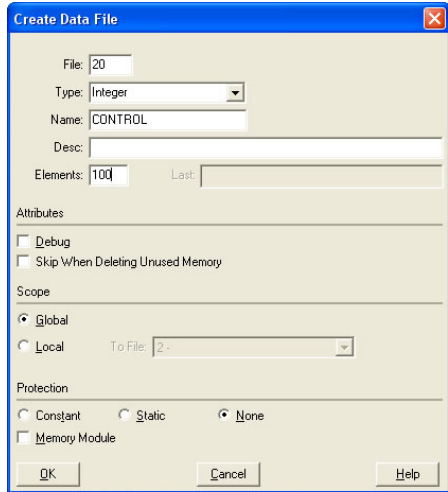 Create Data File
File: 20
Type: Integer
Name: CONTROL
Desc:
Elements: 100 Last:
Attributes
Debug
Skip When Deleting Unused Memory
Scope
Global
Local To File: 2 -
Protection
Constant Static None
Memory Module
OK Cancel Help